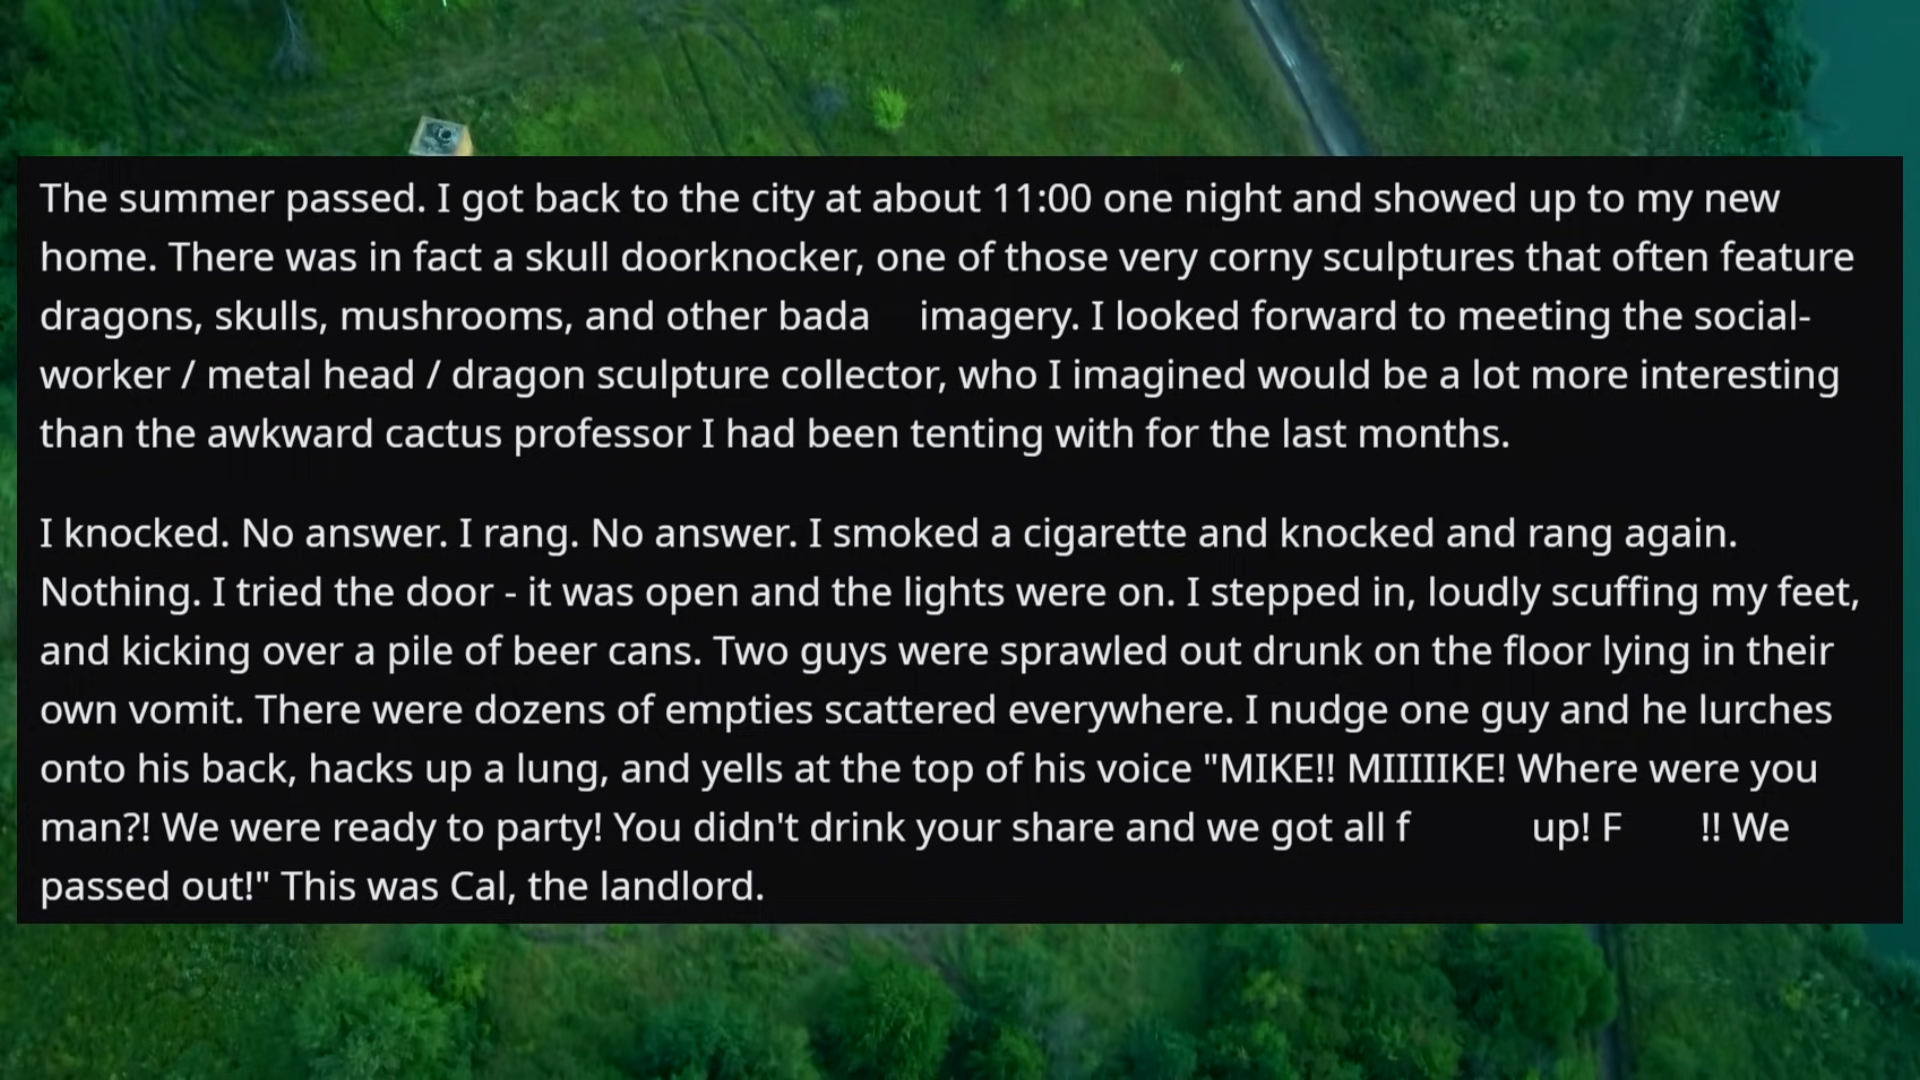 The summer passed. I got back to the city at about 11:00 one night and showed up to my new
home. There was in fact a skull doorknocker, one of those very corny sculptures that often feature
dragons, skulls, mushrooms, and other bada imagery. I looked forward to meeting the social-
worker / metal head / dragon sculpture collector, who I imagined would be a lot more interesting
than the awkward cactus professor I had been tenting with for the last months.
I knocked. No answer. I rang. No answer. I smoked a cigarette and knocked and rang again.
Nothing. I tried the door - it was open and the lights were on. I stepped in, loudly scuffing my feet,
and kicking over a pile of beer cans. Two guys were sprawled out drunk on the floor lying in their
own vomit. There were dozens of empties scattered everywhere. I nudge one guy and he lurches
onto his back, hacks up a lung, and yells at the top of his voice "MIKE!! MIIIIIKE! Where were you
man?! We were ready to party! You didn't drink your share and we got all f up! F !! We
passed out!" This was Cal, the landlord.